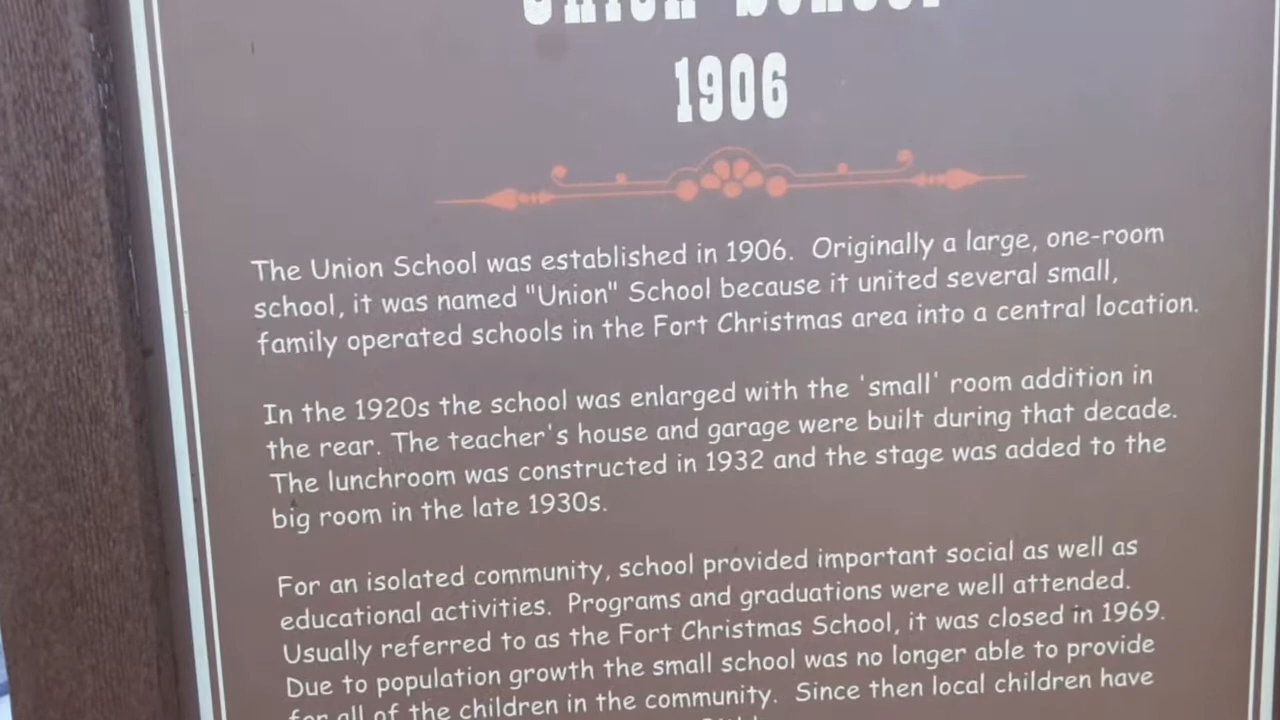 UNION SCHOOL
1906
The Union School was established in 1906. Originally a large, one-room
school, it was named "Union" School because it united several small,
family operated schools in the Fort Christmas area into a central location.
In the 1920s the school was enlarged with the 'small' room addition in
the rear. The teacher's house and garage were built during that decade.
The lunchroom was constructed in 1932 and the stage was added to the
big room in the late 1930s.
For an isolated community, school provided important social as well as
educational activities. Programs and graduations were well attended.
Usually referred to as the Fort Christmas School, it was closed in 1969.
Due to population growth the small school was no longer able to provide
for all of the children in the community. Since then local children have